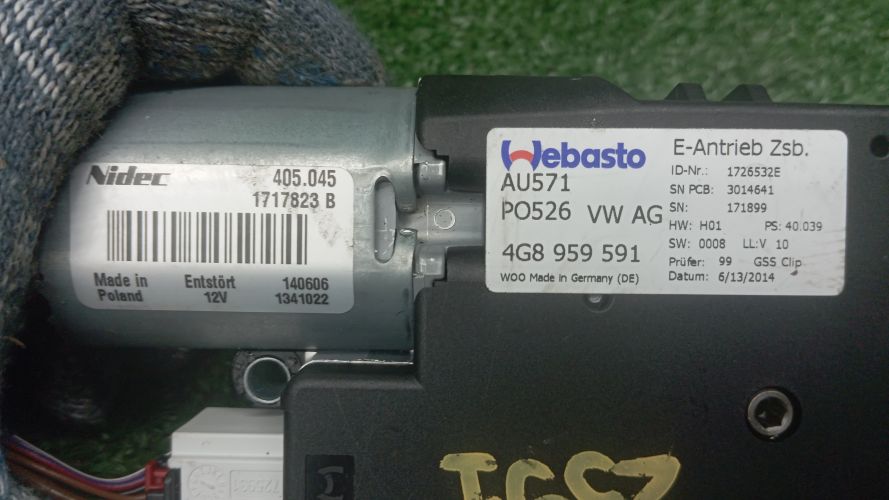 Nidec 405.045
1717823 B
Made in Poland
Entstört 12V
140606
1341022
Webasto
AU571
PO526 VW AG
4G8 959 591
WOO Made in Germany (DE)
E-Antrieb Zsb.
ID-Nr.: 1726532E
SN PCB: 3014641
SN: 171899
HW: H01 PS: 40.039
SW: 0008 LL:V 10
Prüfer: 99 GSS Clip
Datum: 6/13/2014